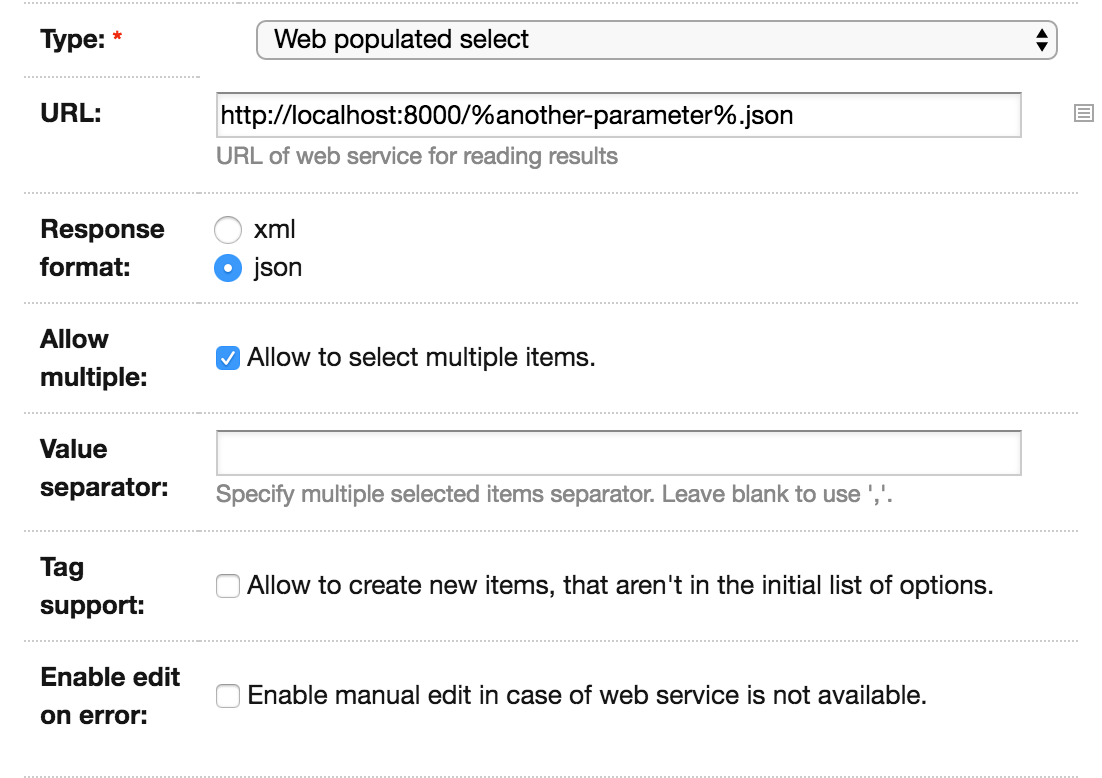 Type: *
Web populated select
URL:
http://localhost:8000/%another-parameter%.json
URL of web service for reading results
Response
format:
xml
json
Allow
multiple:
Allow to select multiple items.
Value
separator:
Specify multiple selected items separator. Leave blank to use ','.
Tag
support:
Allow to create new items, that aren't in the initial list of options.
Enable edit
on error:
Enable manual edit in case of web service is not available.